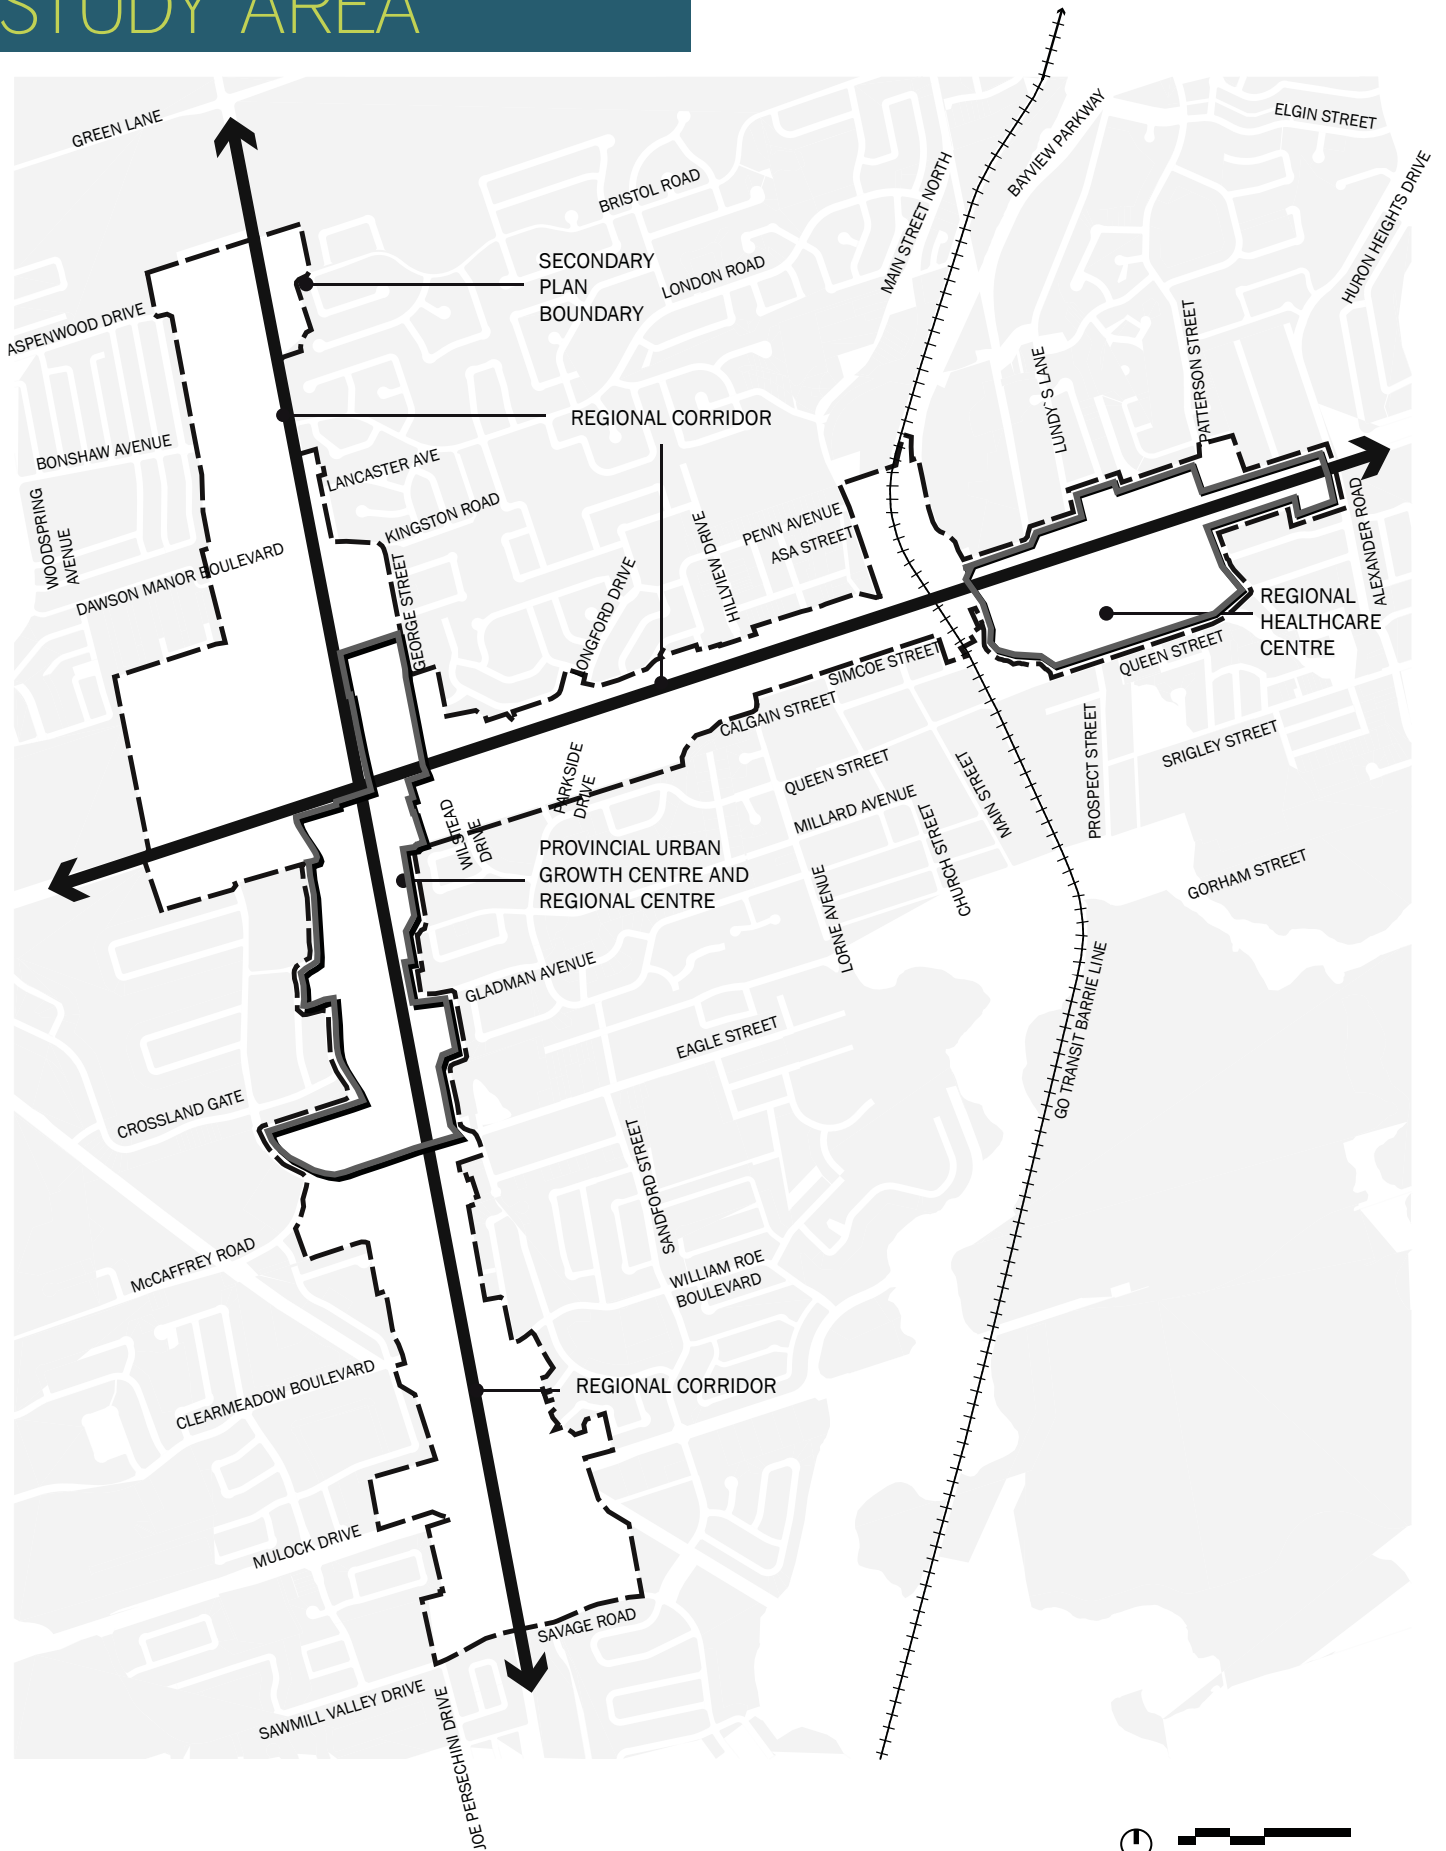 STUDY AREA
GREEN LANE
ELGIN STREET
BAYVIEW PARKWAY
MAIN STREET NORTH
HURON HEIGHTS DRIVE
BRISTOL ROAD
SECONDARY
PLAN
BOUNDARY
LONDON ROAD
ASPENWOOD DRIVE
PATTERSON STREET
LUNDY`S LANE
REGIONAL CORRIDOR
BONSHAW AVENUE
LANCASTER AVE
WOODSPRING
AVENUE
KINGSTON ROAD
PENN AVENUE
ASA STREET
HILLVIEW DRIVE
ALEXANDER ROAD
DAWSON MANOR BOULEVARD
GEORGE STREET
LONGFORD DRIVE
REGIONAL
HEALTHCARE
CENTRE
SIMCOE STREET
QUEEN STREET
CALGAIN STREET
PROSPECT STREET
SRIGLEY STREET
PARKSIDE
DRIVE
QUEEN STREET
MAIN STREET
MILLARD AVENUE
WILSTEAD
DRIVE
CHURCH STREET
PROVINCIAL URBAN
GROWTH CENTRE AND
REGIONAL CENTRE
LORNE AVENUE
GORHAM STREET
GLADMAN AVENUE
GO TRANSIT BARRIE LINE
EAGLE STREET
CROSSLAND GATE
SANDFORD STREET
McCAFFREY ROAD
WILLIAM ROE
BOULEVARD
CLEARMEADOW BOULEVARD
REGIONAL CORRIDOR
MULOCK DRIVE
SAVAGE ROAD
SAWMILL VALLEY DRIVE
JOE PERSECHINI DRIVE